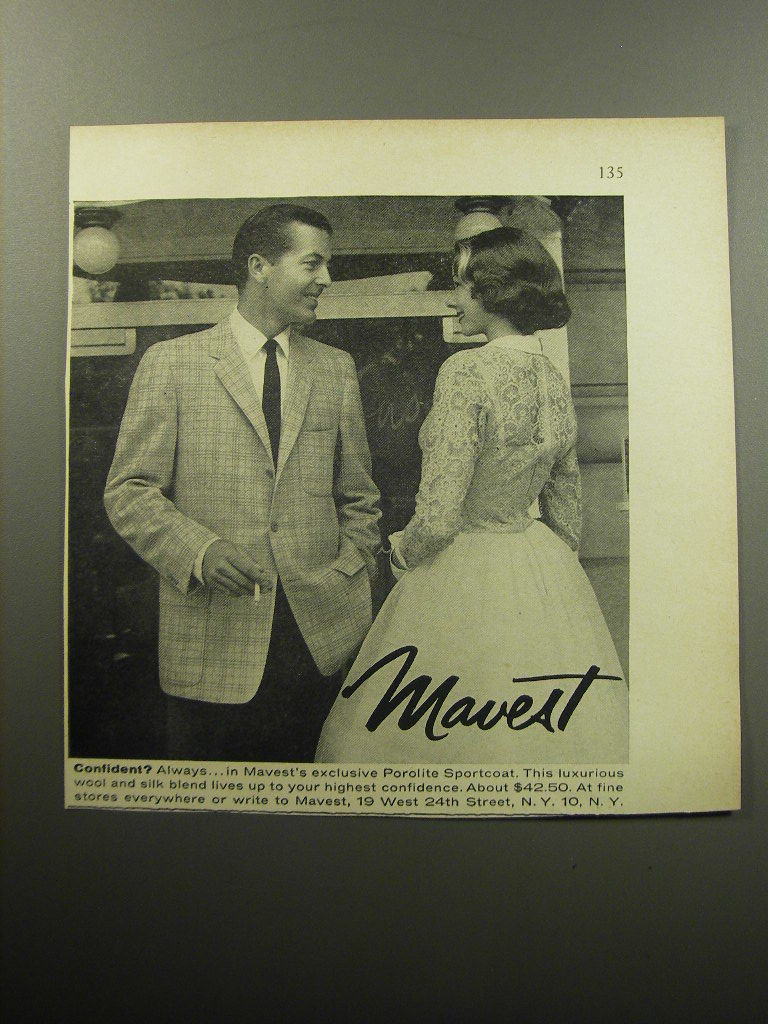 135
Mavest
Confident? Always...in Mavest's exclusive Porolite Sportcoat. This luxurious
wool and silk blend lives up to your highest confidence. About $42.50. At fine
stores everywhere or write to Mavest, 19 West 24th Street, N. Y. 10, N. Y.